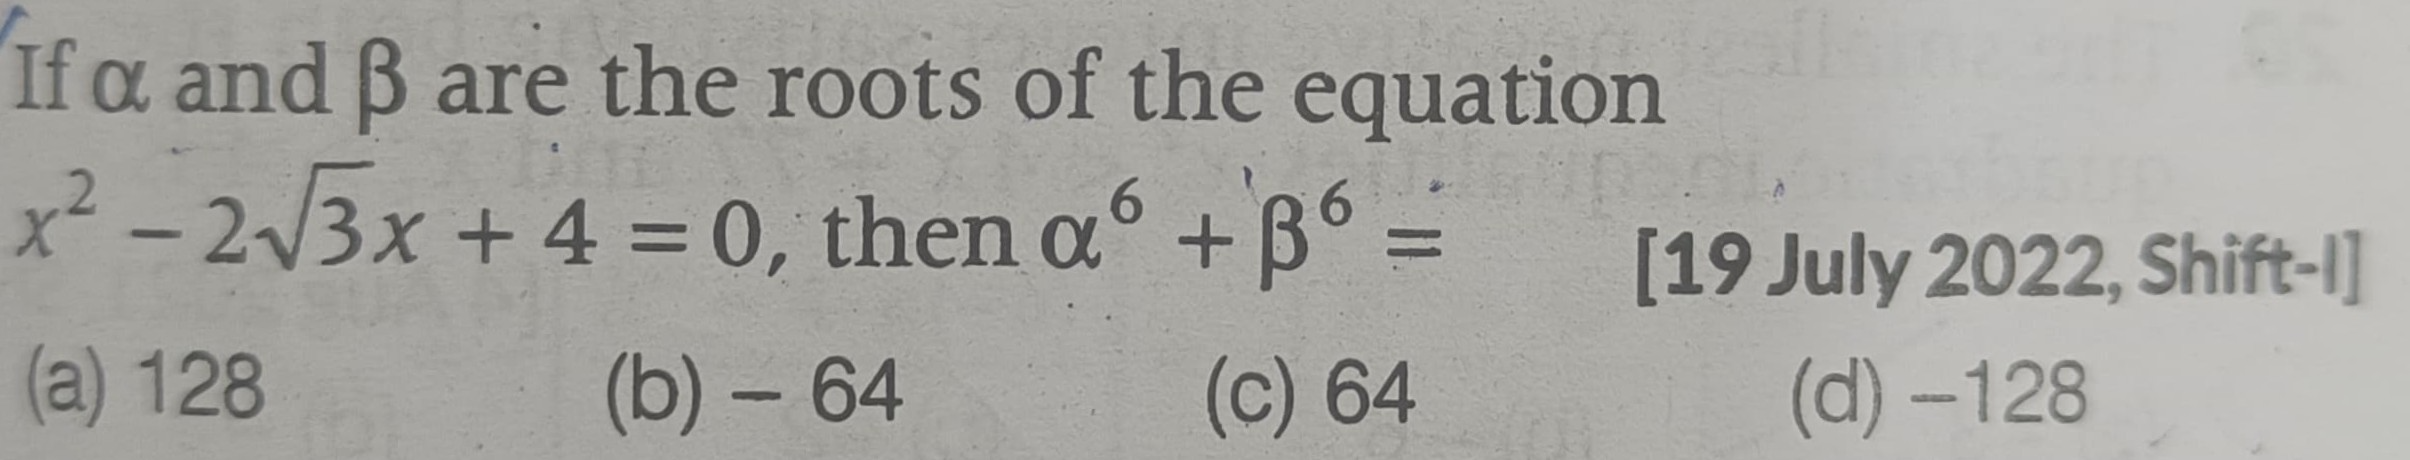 If α and β are the roots of the equation
x² – 2√3x + 4 = 0, then α⁶ + β⁶ =
[19 July 2022, Shift-I]
(a) 128 (b) – 64 (c) 64 (d) –128